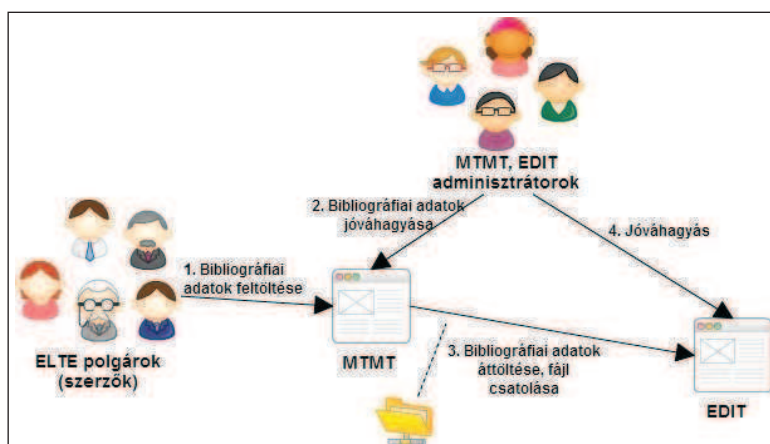 MTMT, EDIT
adminisztrátorok
2. Bibliográfiai adatok
jóváhagyása
4. Jóváhagyás
1. Bibliográfiai
adatok feltöltése
ELTE polgárok
(szerzők)
MTMT
3. Bibliográfiai adatok
áttöltése, fájl
csatolása
EDIT